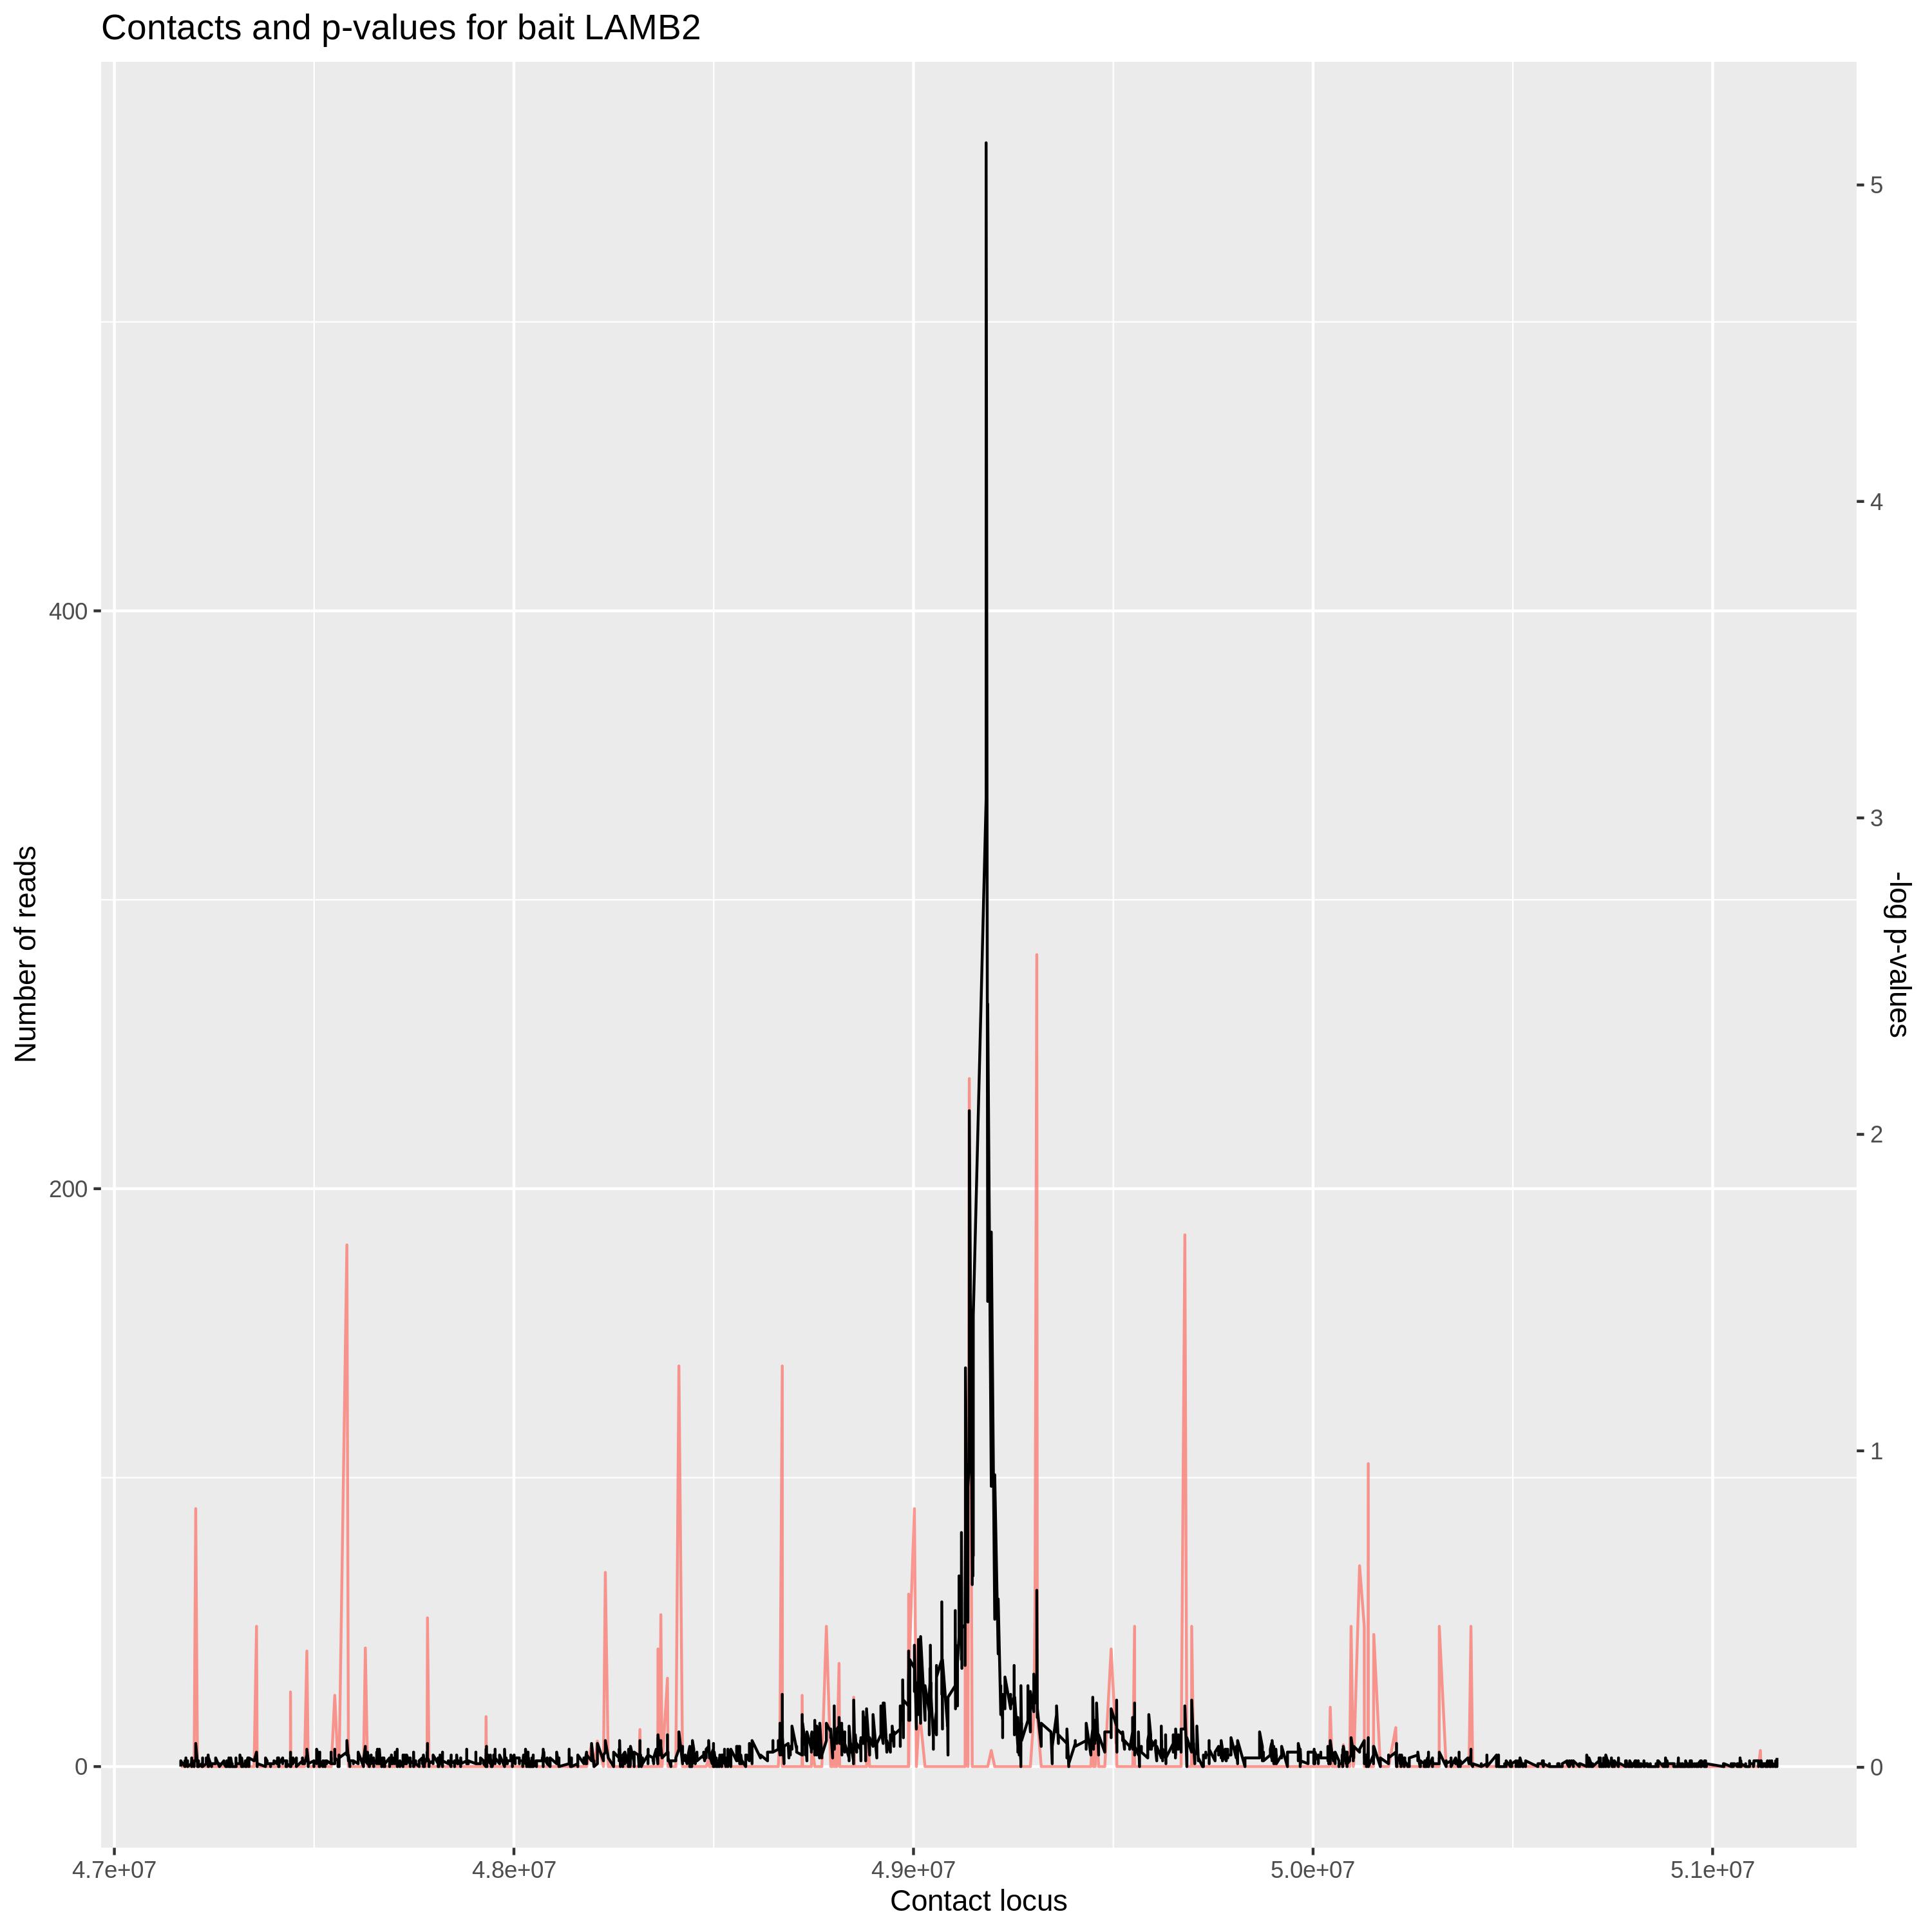 Contacts and p-values for bait LAMB2
Number of reads
400
200
0
5
4
3
2
1
0
-log p-values
4.7e+07
4.8e+07
4.9e+07
5.0e+07
5.1e+07
Contact locus